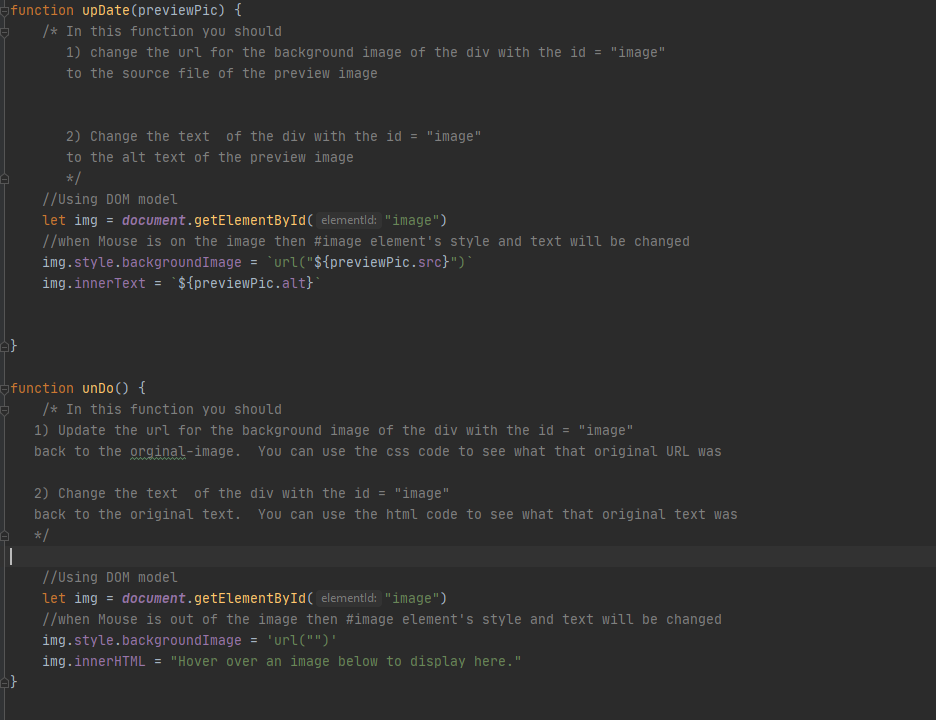 function upDate(previewPic) {
/* In this function you should
1) change the url for the background image of the div with the id = "image"
to the source file of the preview image
2) Change the text  of the div with the id = "image"
to the alt text of the preview image
*/
//Using DOM model
let img = document.getElementById( elementId: "image")
//when Mouse is on the image then #image element's style and text will be changed
img.style.backgroundImage = `url("${previewPic.src}")`
img.innerText = `${previewPic.alt}`
}
function unDo() {
/* In this function you should
1) Update the url for the background image of the div with the id = "image"
back to the orginal-image.  You can use the css code to see what that original URL was
2) Change the text  of the div with the id = "image"
back to the original text.  You can use the html code to see what that original text was
*/
//Using DOM model
let img = document.getElementById( elementId: "image")
//when Mouse is out of the image then #image element's style and text will be changed
img.style.backgroundImage = 'url("")'
img.innerHTML = "Hover over an image below to display here."
}